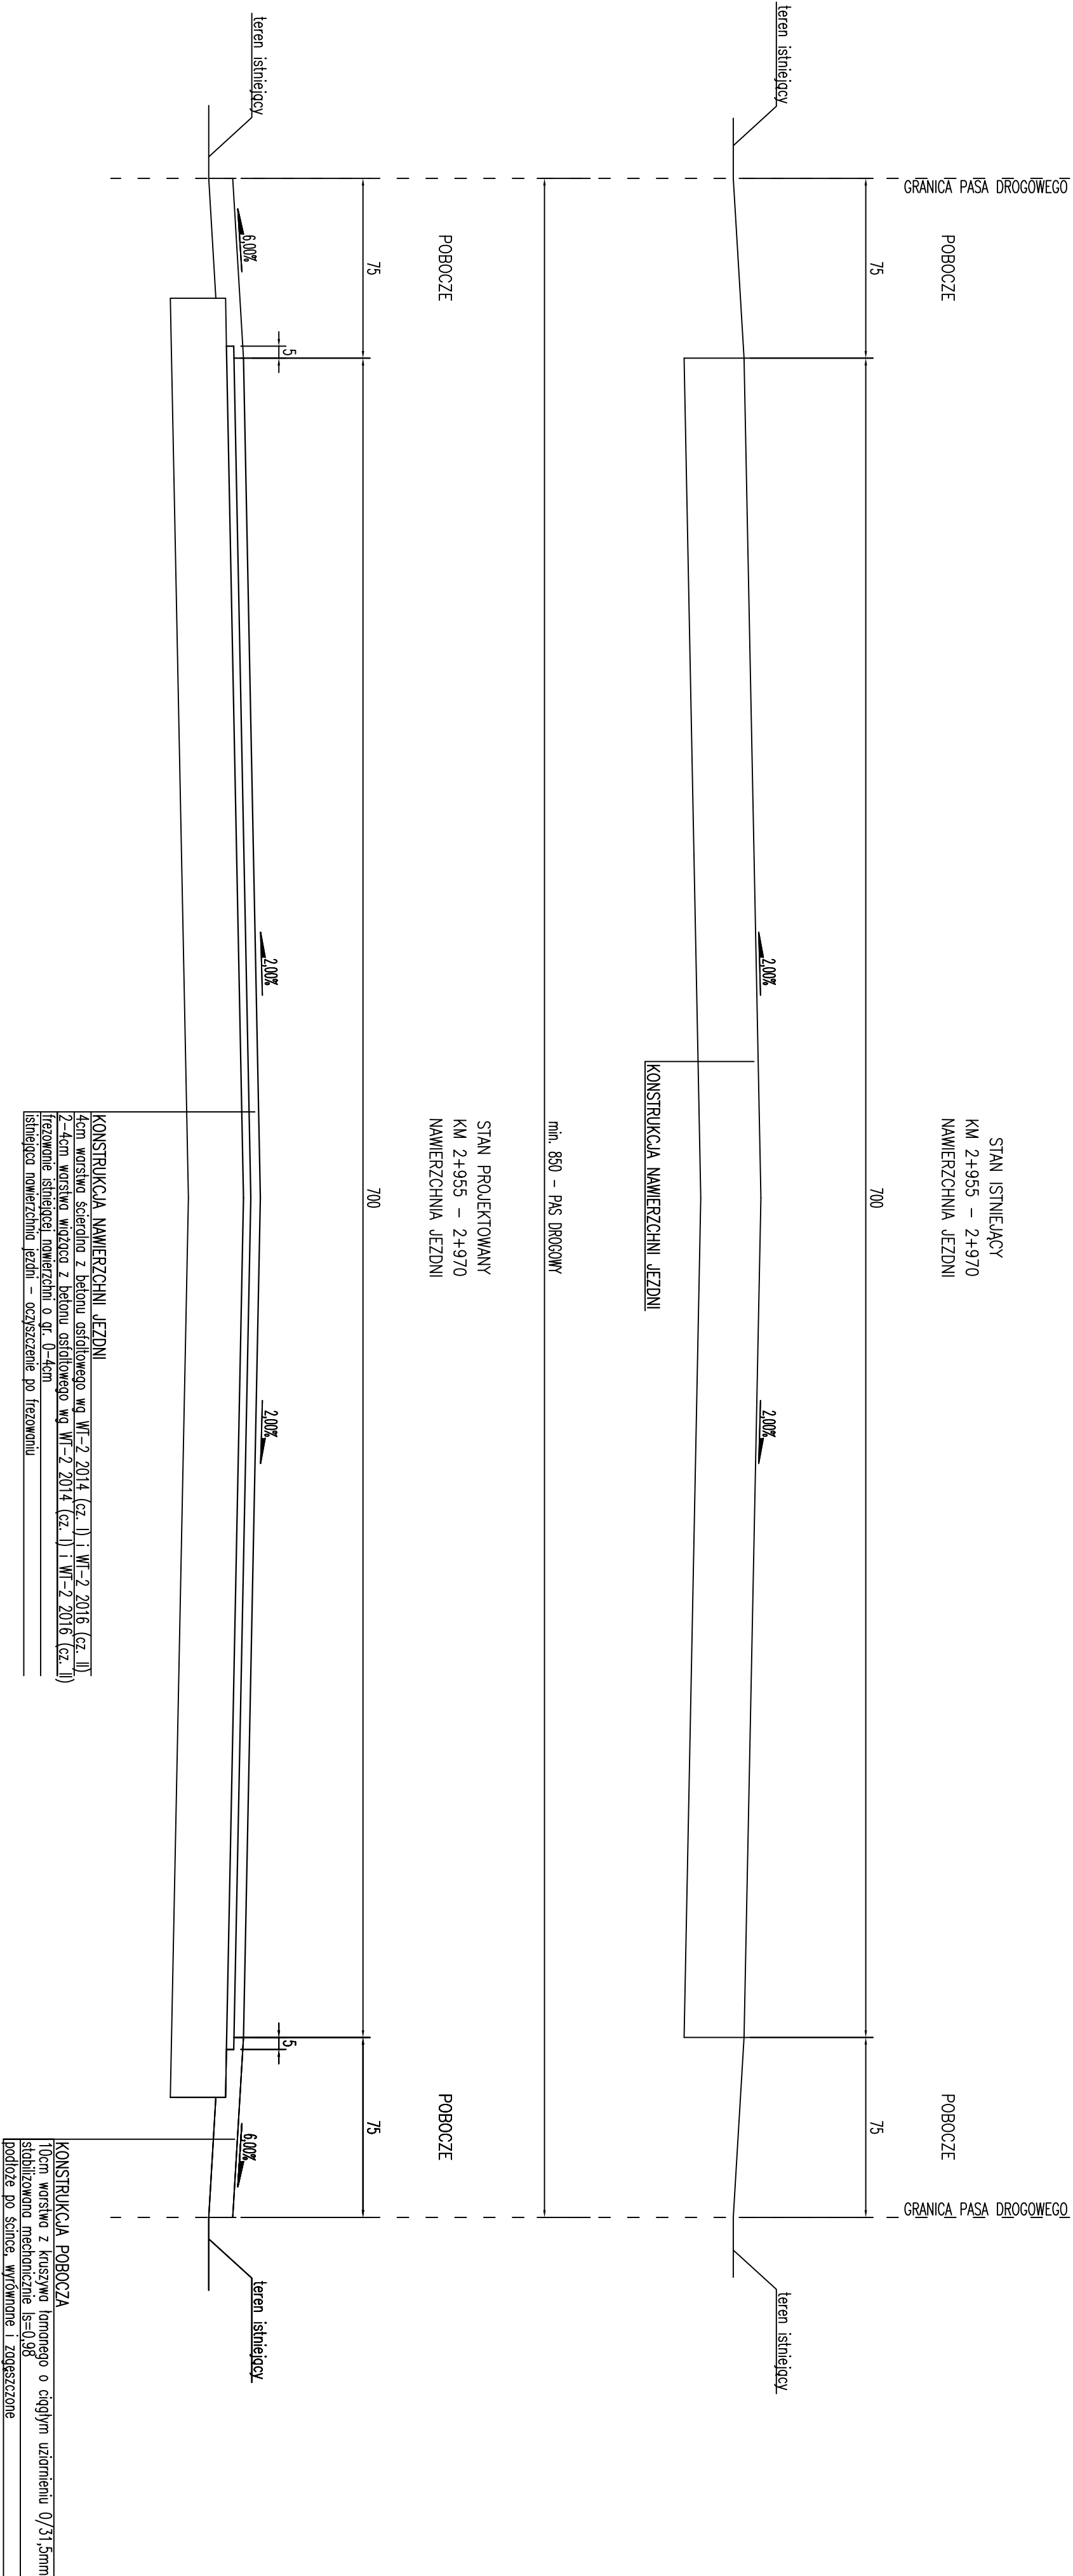 STAN ISTNIEJĄCY
KM 2+955 - 2+970
NAWIERZCHNIA JEZDNI
GRANICA PASA DROGOWEGO
GRANICA PASA DROGOWEGO
POBOCZE
POBOCZE
75
700
75
teren istniejący
2,00%
2,00%
teren istniejący
KONSTRUKCJA NAWIERZCHNI JEZDNI
min. 850 - PAS DROGOWY
STAN PROJEKTOWANY
KM 2+955 - 2+970
NAWIERZCHNIA JEZDNI
POBOCZE
POBOCZE
75
700
75
5
5
teren istniejący
6,00%
2,00%
2,00%
6,00%
teren istniejący
KONSTRUKCJA NAWIERZCHNI JEZDNI
4cm warstwa ścieralna z betonu asfaltowego wg WT-2 2014 (cz. I) i WT-2 2016 (cz. II)
2-4cm warstwa wiążąca z betonu asfaltowego wg WT-2 2014 (cz. I) i WT-2 2016 (cz. II)
frezowanie istniejącej nawierzchni o gr. 0-4cm
istniejąca nawierzchnia jezdni - oczyszczenie po frezowaniu
KONSTRUKCJA POBOCZA
10cm warstwa z kruszywa łamanego o ciągłym uziarnieniu 0/31,5mm
stabilizowana mechanicznie Is=0,98
podłoże po ścince, wyrównane i zagęszczone